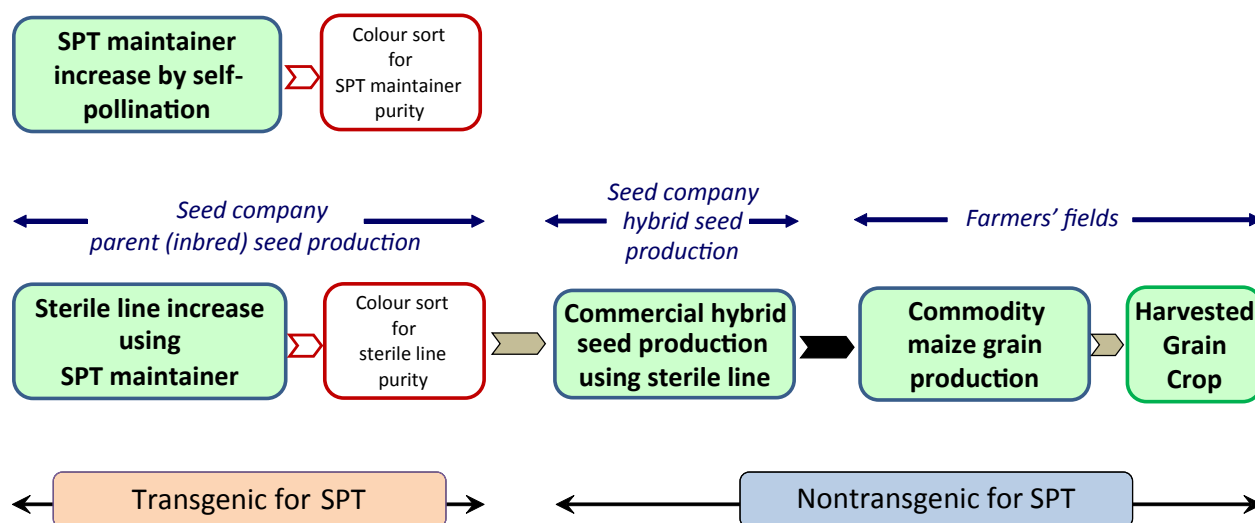 SPT maintainer
increase by self-
pollination
Colour sort
for
SPT maintainer
purity
Seed company
parent (inbred) seed production
Seed company
hybrid seed
production
Farmers' fields
Sterile line increase
using
SPT maintainer
Colour sort
for
sterile line
purity
Commercial hybrid
seed production
using sterile line
Commodity
maize grain
production
Harvested
Grain
Crop
Transgenic for SPT
Nontransgenic for SPT